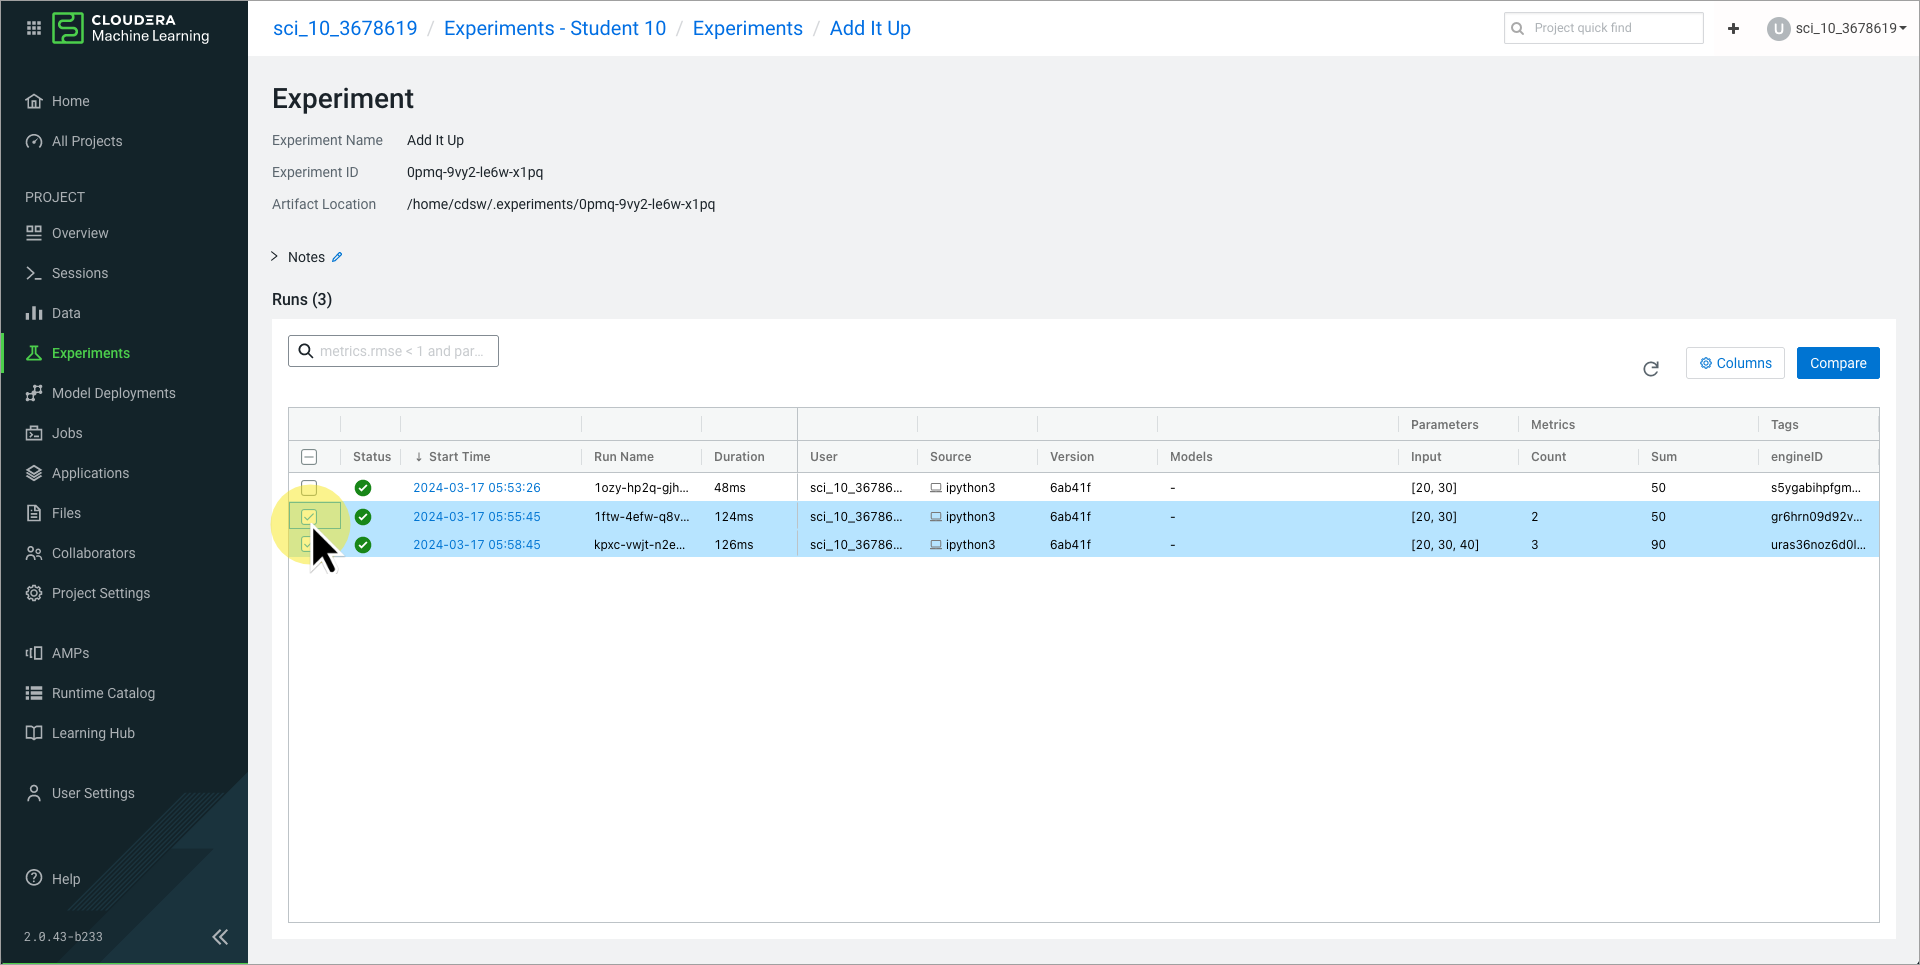 CLOUDERA
Machine Learning
sci_10_3678619 / Experiments - Student 10 / Experiments / Add It Up
Project quick find
U sci_10_3678619
Home
All Projects
PROJECT
Overview
Sessions
Data
Experiments
Model Deployments
Jobs
Applications
Files
Collaborators
Project Settings
AMPs
Runtime Catalog
Learning Hub
User Settings
Help
2.0.43-b233
Experiment
Experiment Name Add It Up
Experiment ID 0pmq-9vy2-le6w-x1pq
Artifact Location /home/cdsw/.experiments/0pmq-9vy2-le6w-x1pq
Notes
Runs (3)
metrics.rmse < 1 and par...
Columns
Compare
Parameters Metrics Tags
Status ↓ Start Time Run Name Duration User Source Version Models Input Count Sum engineID
2024-03-17 05:53:26 1ozy-hp2q-gjh... 48ms sci_10_36786... ipython3 6ab41f - [20, 30] 50 s5ygabihpfgm...
2024-03-17 05:55:45 1ftw-4efw-q8v... 124ms sci_10_36786... ipython3 6ab41f - [20, 30] 2 50 gr6hrn09d92v...
2024-03-17 05:58:45 kpxc-vwjt-n2e... 126ms sci_10_36786... ipython3 6ab41f - [20, 30, 40] 3 90 uras36noz6d0l...